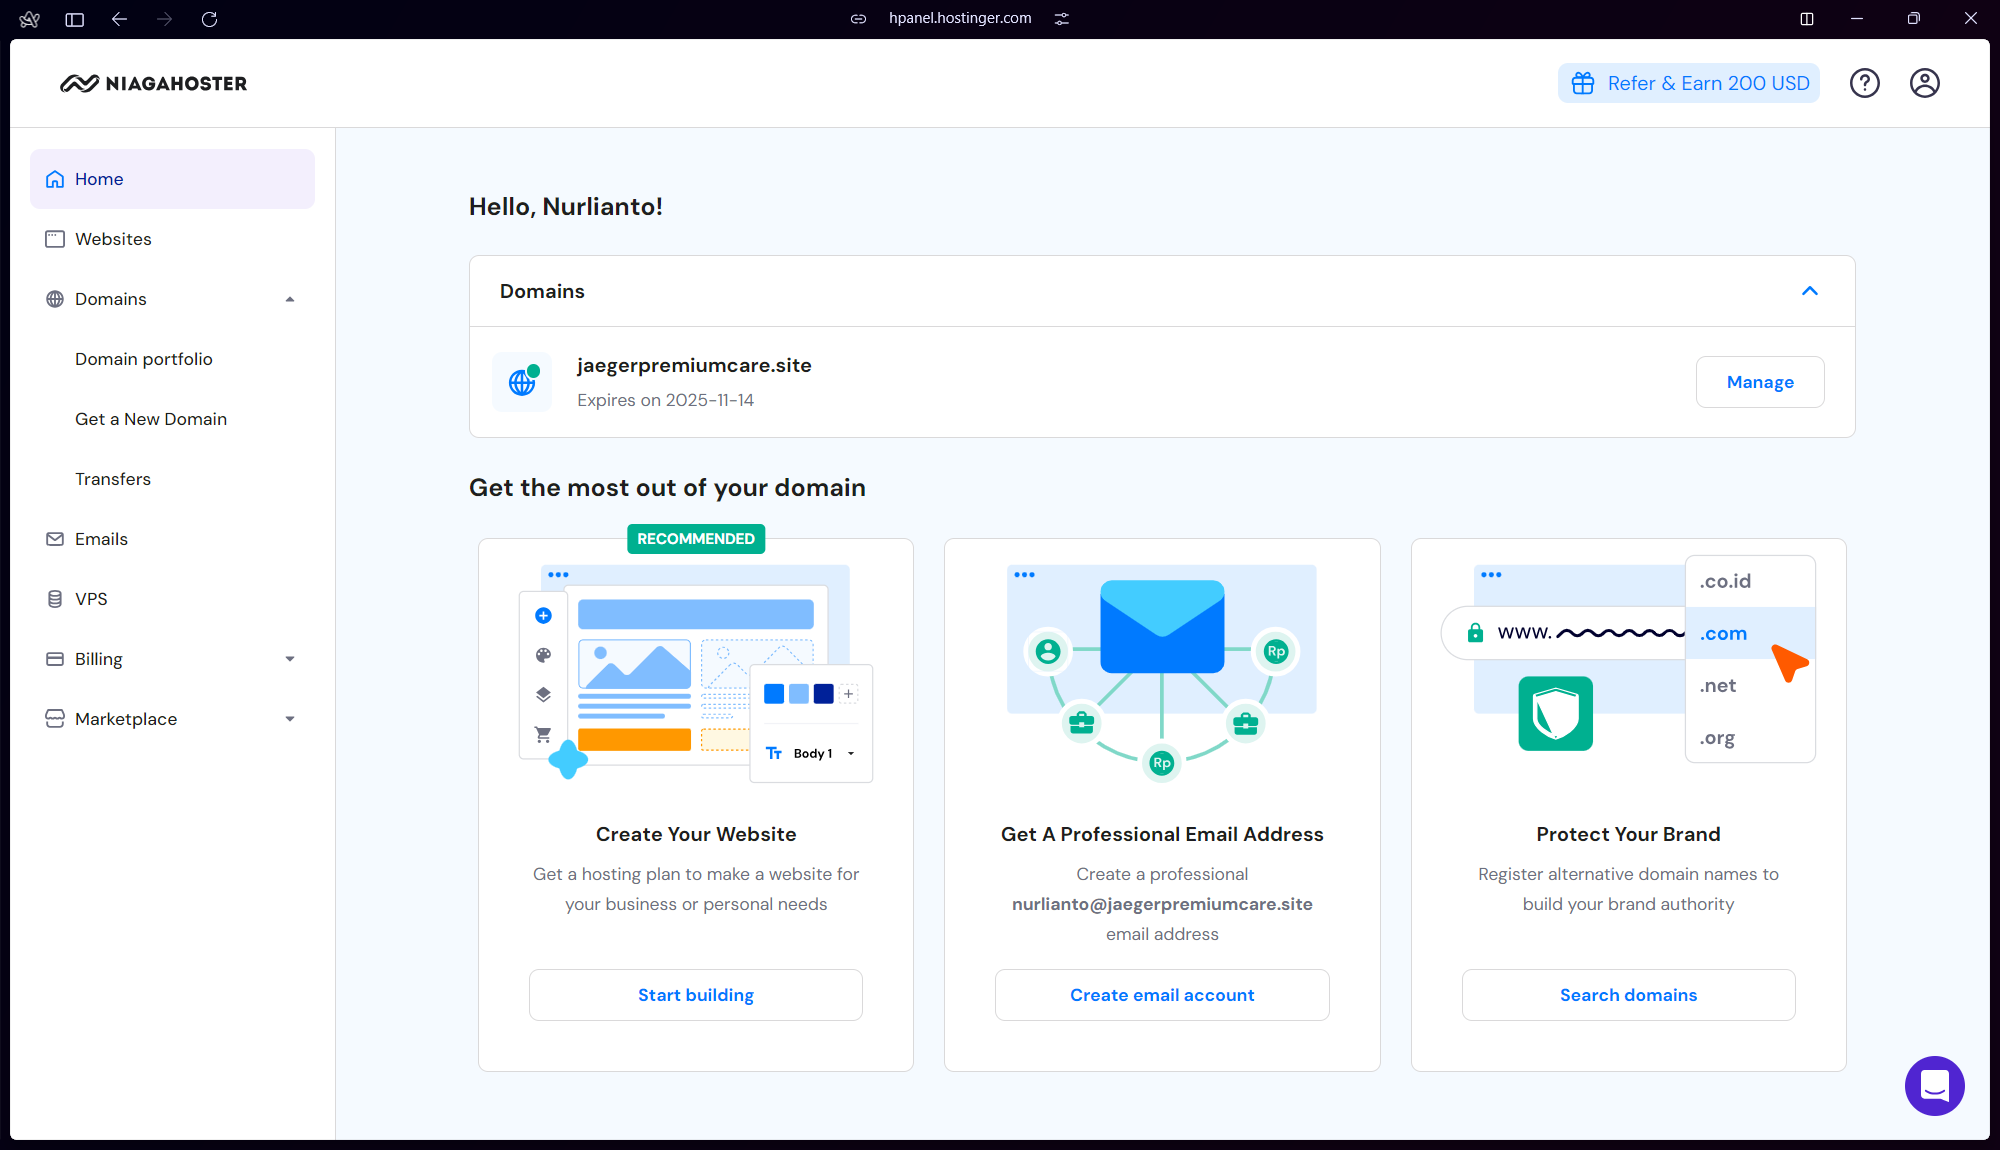 hpanel.hostinger.com
NIAGAHOSTER
Refer & Earn 200 USD
Home
Websites
Domains
Domain portfolio
Get a New Domain
Transfers
Emails
VPS
Billing
Marketplace
Hello, Nurlianto!
Domains
jaegerpremiumcare.site
Expires on 2025-11-14
Manage
Get the most out of your domain
RECOMMENDED
Tт Body 1
Create Your Website
Get a hosting plan to make a website for
your business or personal needs
Start building
Rp
Rp
Get A Professional Email Address
Create a professional
nurlianto@jaegerpremiumcare.site
email address
Create email account
www.
.co.id
.com
.net
.org
Protect Your Brand
Register alternative domain names to
build your brand authority
Search domains